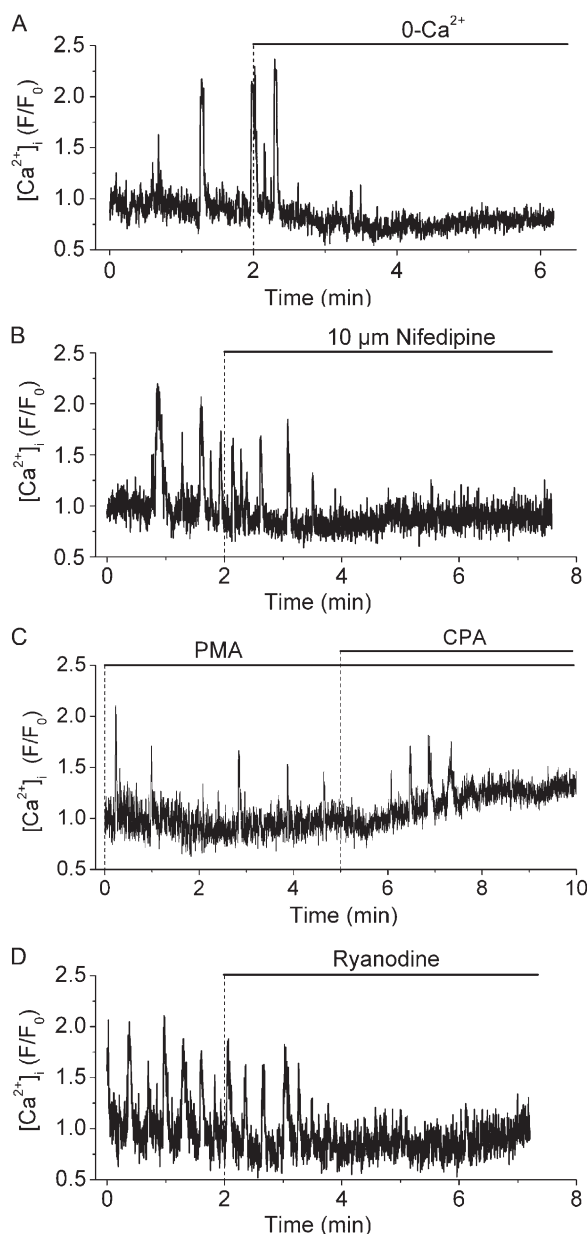 A
0-Ca²⁺
2.5
2.0
1.5
1.0
0.5
[Ca²⁺]ᵢ (F/F₀)
0 2 4 6
Time (min)
B
10 μm Nifedipine
2.5
2.0
1.5
1.0
0.5
[Ca²⁺]ᵢ (F/F₀)
0 2 4 6 8
Time (min)
C
PMA CPA
2.5
2.0
1.5
1.0
0.5
[Ca²⁺]ᵢ (F/F₀)
0 2 4 6 8 10
Time (min)
D
Ryanodine
2.5
2.0
1.5
1.0
0.5
[Ca²⁺]ᵢ (F/F₀)
0 2 4 6 8
Time (min)